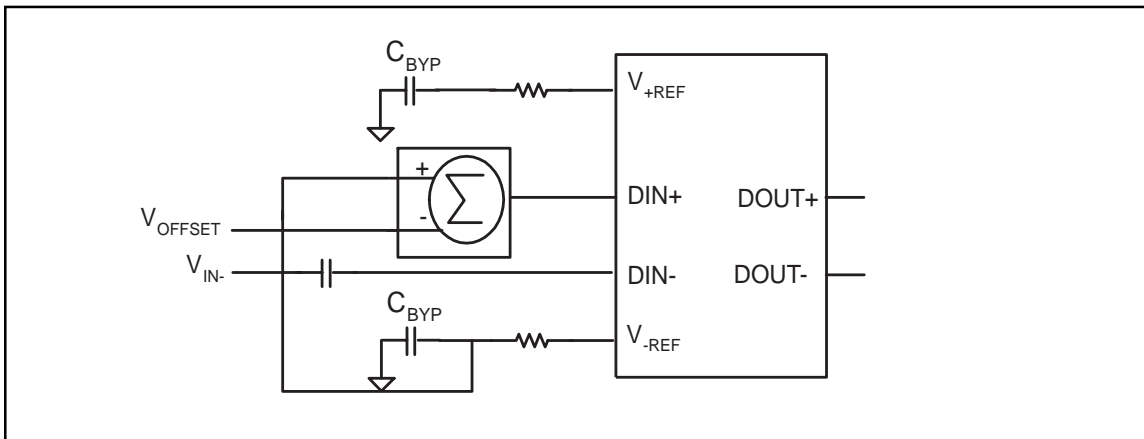 C_BYP
V_+REF
+
Σ
-
DIN+
DOUT+
V_OFFSET
V_IN-
DIN-
DOUT-
C_BYP
V_-REF